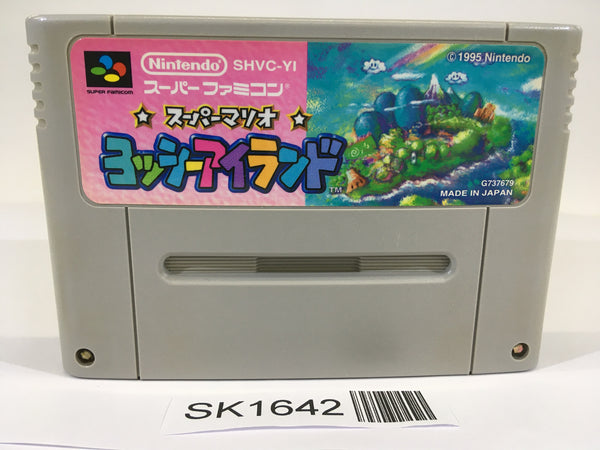 Nintendo SHVC-YI
スーパーファミコン
SUPER FAMICOM
スーパーマリオ
ヨッシーアイランド
TM
© 1995 Nintendo
G737679
MADE IN JAPAN
SK1642